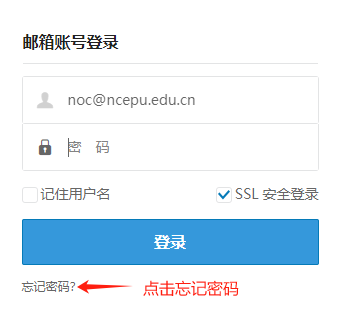 邮箱账号登录
noc@ncepu.edu.cn
密 码
记住用户名 SSL 安全登录
登录
忘记密码? 点击忘记密码